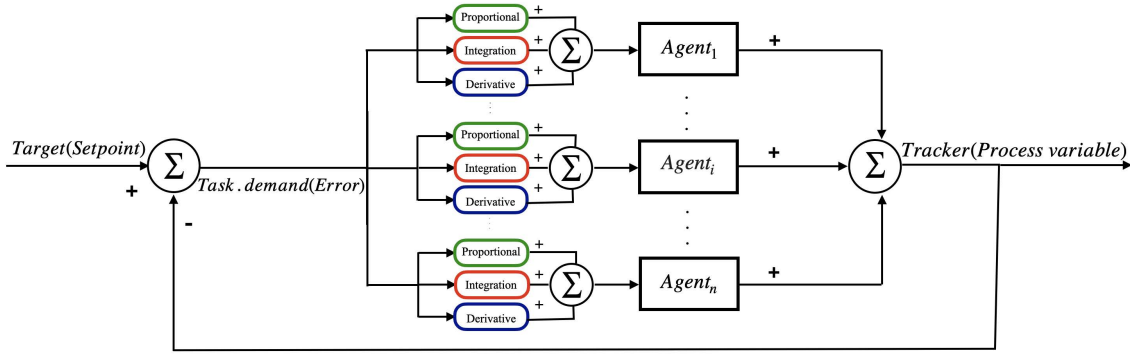 Proportional + +
Integration + Σ Agent₁ +
Derivative +
Target(Setpoint) Σ Task.demand(Error)
+
-
Proportional +
Integration + Σ Agentᵢ + Σ Tracker(Process variable)
Derivative +
Proportional +
Integration + Σ Agentₙ +
Derivative +